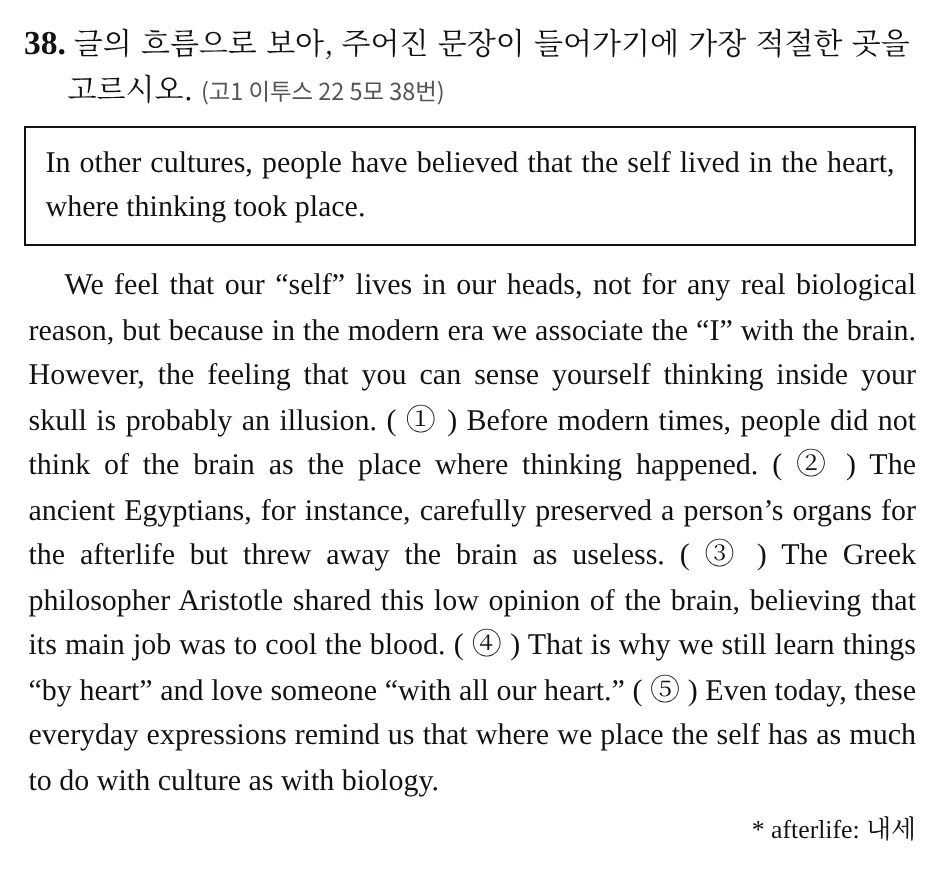 38. 글의 흐름으로 보아, 주어진 문장이 들어가기에 가장 적절한 곳을
고르시오. (고1 이투스 22 5모 38번)
In other cultures, people have believed that the self lived in the heart,
where thinking took place.
We feel that our “self” lives in our heads, not for any real biological
reason, but because in the modern era we associate the “I” with the brain.
However, the feeling that you can sense yourself thinking inside your
skull is probably an illusion. ( ① ) Before modern times, people did not
think of the brain as the place where thinking happened. ( ② ) The
ancient Egyptians, for instance, carefully preserved a person’s organs for
the afterlife but threw away the brain as useless. ( ③ ) The Greek
philosopher Aristotle shared this low opinion of the brain, believing that
its main job was to cool the blood. ( ④ ) That is why we still learn things
“by heart” and love someone “with all our heart.” ( ⑤ ) Even today, these
everyday expressions remind us that where we place the self has as much
to do with culture as with biology.
* afterlife: 내세